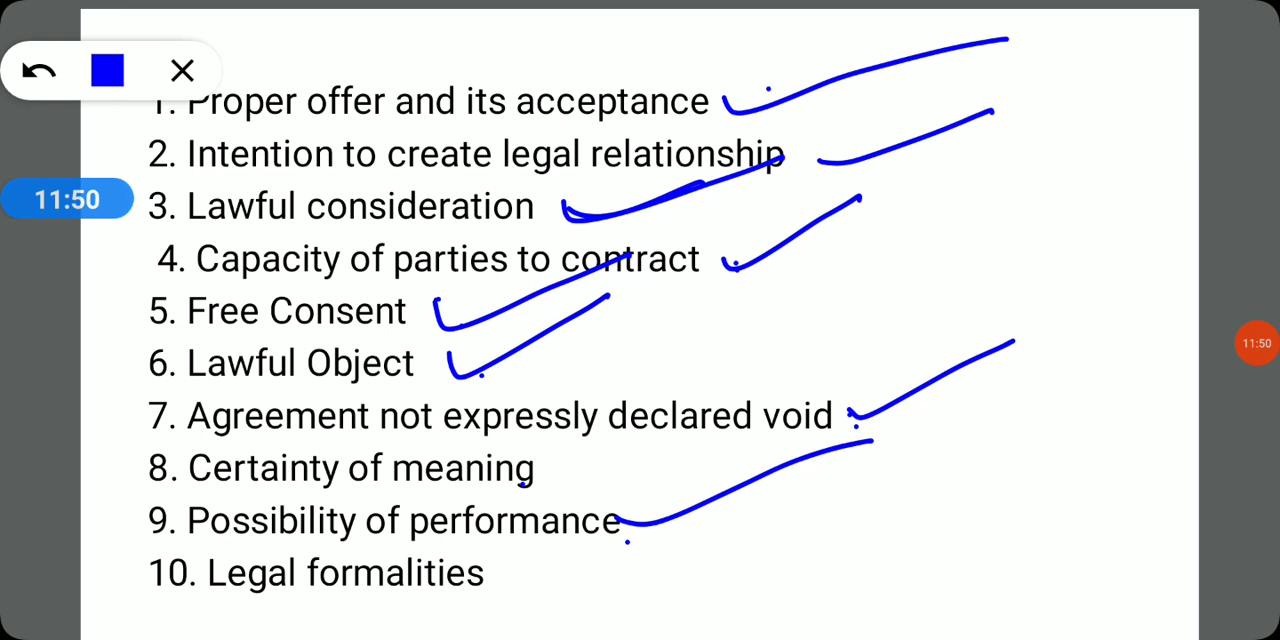 1. Proper offer and its acceptance
2. Intention to create legal relationship
11:50
3. Lawful consideration
4. Capacity of parties to contract
5. Free Consent
11:50
6. Lawful Object
7. Agreement not expressly declared void
8. Certainty of meaning
9. Possibility of performance
10. Legal formalities